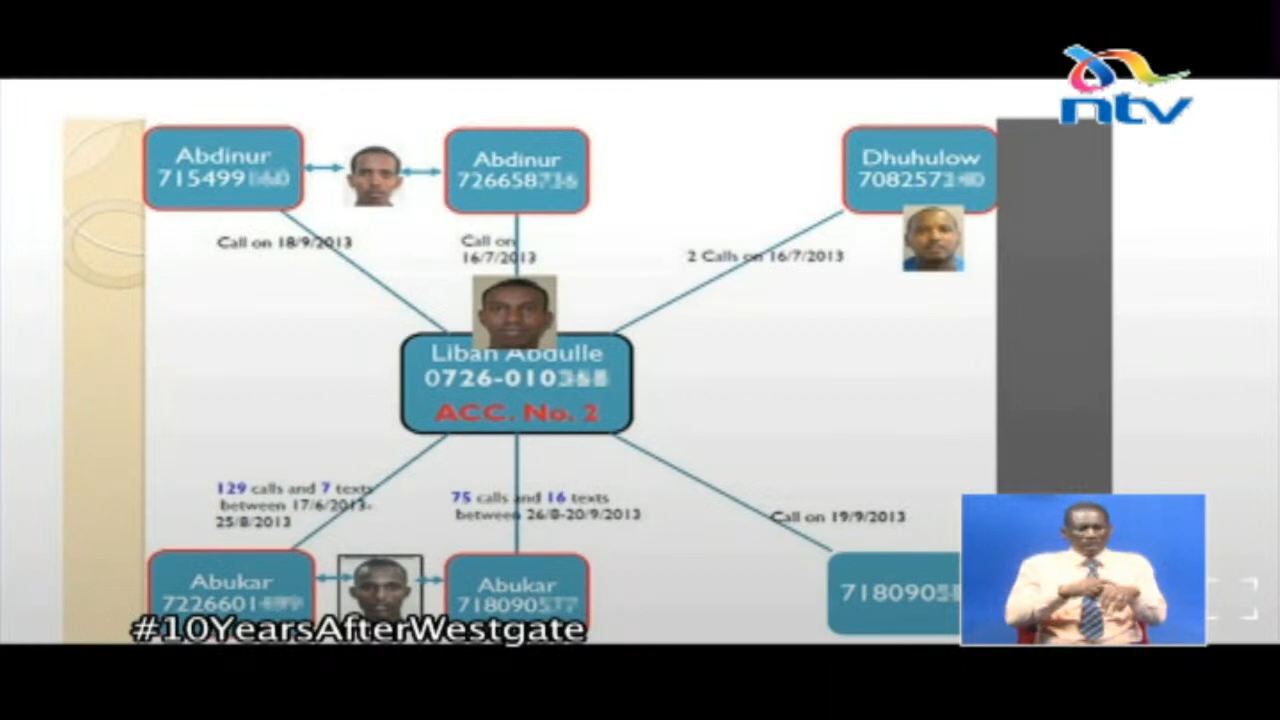 ntv
Abdinur
715499
Abdinur
726658
Dhuhulow
708257
Call on 18/9/2013
Call on
16/7/2013
2 Calls on 16/7/2013
Liban Abdulle
0726-010
ACC. No. 2
129 calls and 7 texts
between 17/6/2013-
25/8/2013
75 calls and 16 texts
between 26/8-20/9/2013
Call on 19/9/2013
Abukar
7226601
Abukar
718090
718090
#10YearsAfterWestgate